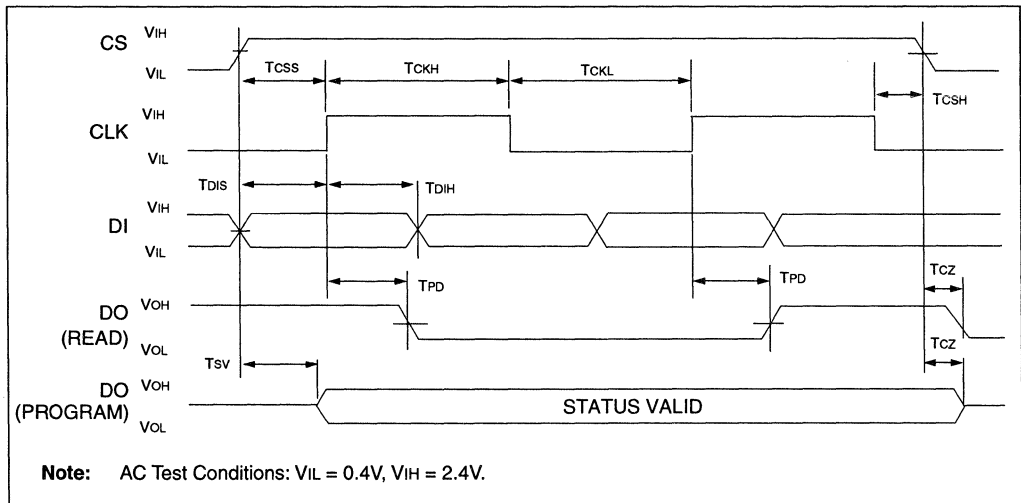 CS VIH
VIL
TCSS TCKH TCKL TCSH
CLK VIH
VIL
TDIS TDIH
DI VIH
VIL
TPD TPD TCZ
DO (READ) VOH
VOL
TSV TCZ
DO (PROGRAM) VOH
VOL
STATUS VALID
Note: AC Test Conditions: VIL = 0.4V, VIH = 2.4V.